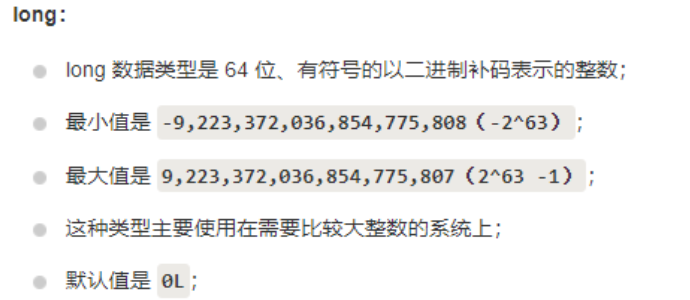 long：
long 数据类型是 64 位、有符号的以二进制补码表示的整数；
最小值是 -9,223,372,036,854,775,808（-2^63）；
最大值是 9,223,372,036,854,775,807（2^63 -1）；
这种类型主要使用在需要比较大整数的系统上；
默认值是 0L；